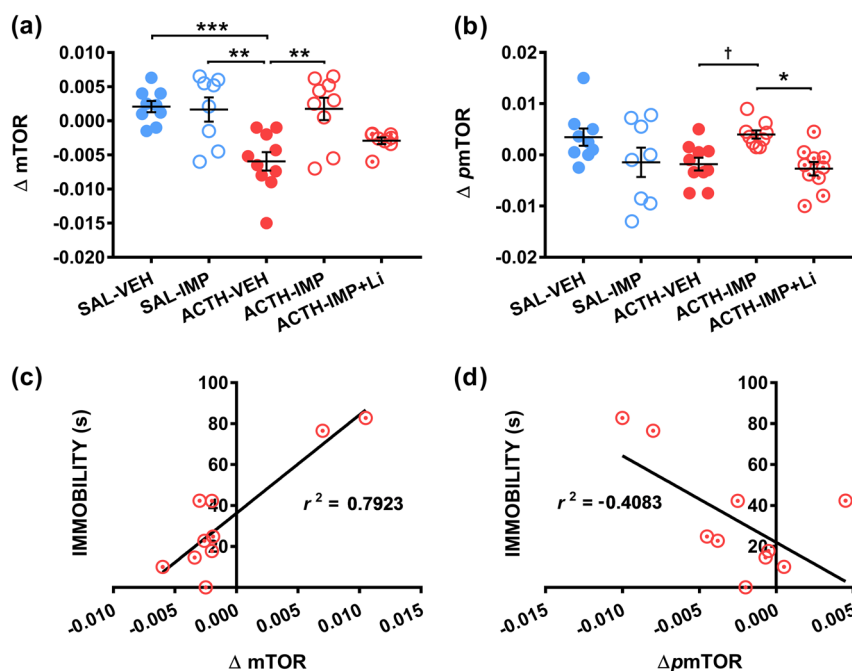 (a)
***
**
**
Δ mTOR
0.010
0.005
0.000
-0.005
-0.010
-0.015
-0.020
SAL-VEH
SAL-IMP
ACTH-VEH
ACTH-IMP
ACTH-IMP+Li
(b)
†
*
Δ pmTOR
0.02
0.01
0.00
-0.01
-0.02
SAL-VEH
SAL-IMP
ACTH-VEH
ACTH-IMP
ACTH-IMP+Li
(c)
IMMOBILITY (s)
100
80
60
40
20
r² = 0.7923
-0.010
-0.005
0.000
0.005
0.010
0.015
Δ mTOR
(d)
IMMOBILITY (s)
100
80
60
40
20
r² = -0.4083
-0.015
-0.010
-0.005
0.000
0.005
ΔpmTOR